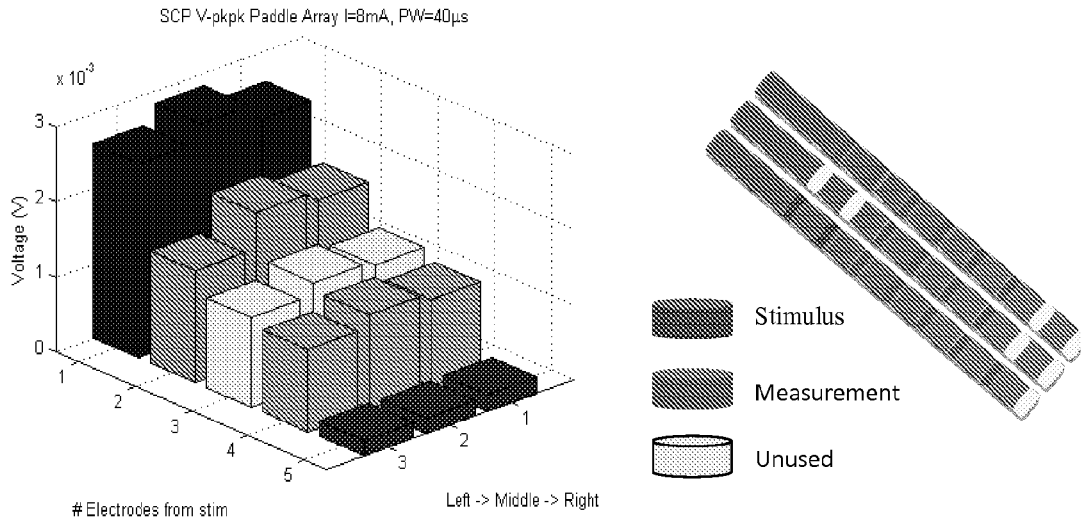 SCP V-pkpk Paddle Array I=8mA, PW=40µs
x 10⁻³
3
2
1
0
Voltage (V)
1
2
3
4
5
# Electrodes from stim
3
2
1
Left -> Middle -> Right
Stimulus
Measurement
Unused